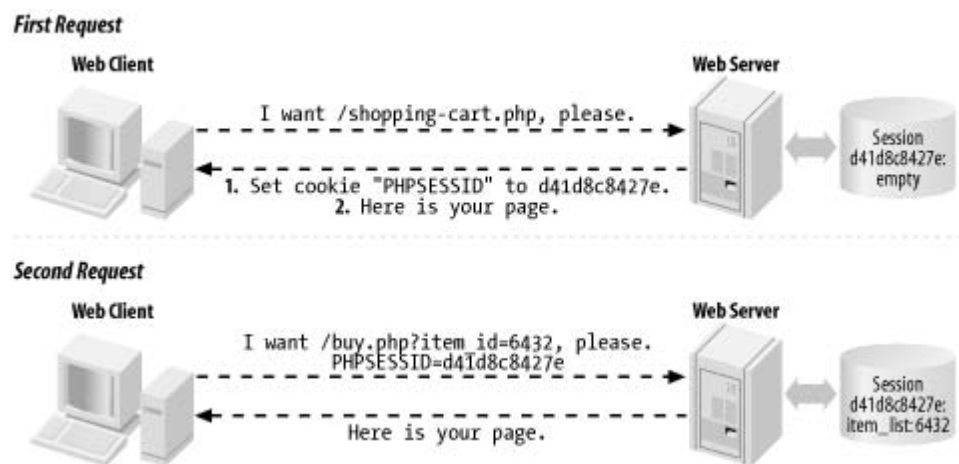 First Request
Web Client
Web Server
I want /shopping-cart.php, please.
1. Set cookie "PHPSESSID" to d41d8c8427e.
2. Here is your page.
Session
d41d8c8427e:
empty
Second Request
Web Client
Web Server
I want /buy.php?item_id=6432, please.
PHPSESSID=d41d8c8427e
Here is your page.
Session
d41d8c8427e:
item_list:6432